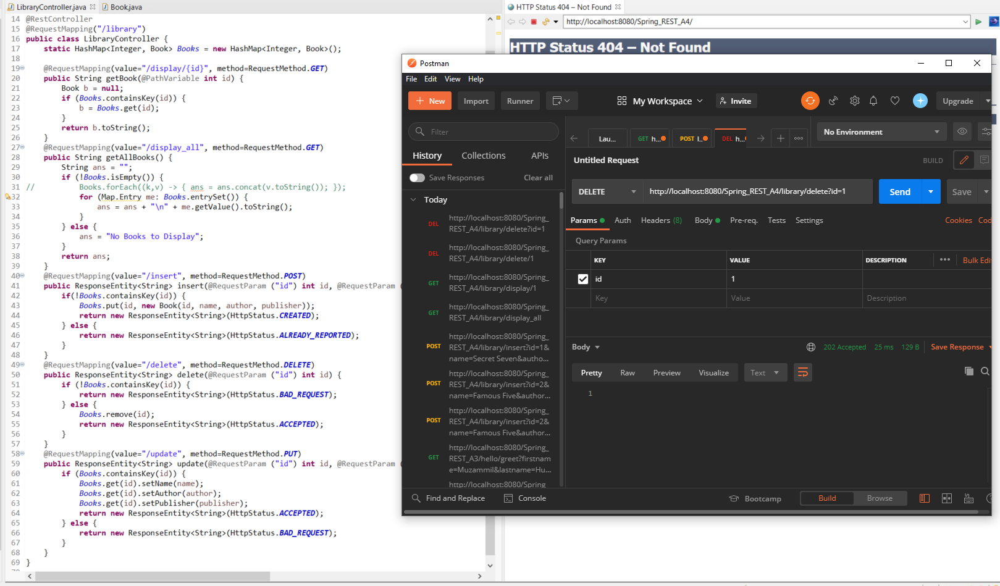 LibraryController.java
Book.java
14 @RestController
15 @RequestMapping("/library")
16 public class LibraryController {
17 static HashMap<Integer, Book> Books = new HashMap<Integer, Book>();
18
19 @RequestMapping(value="/display/{id}", method=RequestMethod.GET)
20 public String getBook(@PathVariable int id) {
21 Book b = null;
22 if (Books.containsKey(id)) {
23 b = Books.get(id);
24 }
25 return b.toString();
26 }
27 @RequestMapping(value="/display_all", method=RequestMethod.GET)
28 public String getAllBooks() {
29 String ans = "";
30 if (!Books.isEmpty()) {
31 // Books.forEach((k,v) -> { ans = ans.concat(v.toString()); });
32 for (Map.Entry me: Books.entrySet()) {
33 ans = ans + "\n" + me.getValue().toString();
34 }
35 } else {
36 ans = "No Books to Display";
37 }
38 return ans;
39 }
40 @RequestMapping(value="/insert", method=RequestMethod.POST)
41 public ResponseEntity<String> insert(@RequestParam ("id") int id, @RequestParam (
42 if(!Books.containsKey(id)) {
43 Books.put(id, new Book(id, name, author, publisher));
44 return new ResponseEntity<String>(HttpStatus.CREATED);
45 } else {
46 return new ResponseEntity<String>(HttpStatus.ALREADY_REPORTED);
47 }
48 }
49 @RequestMapping(value="/delete", method=RequestMethod.DELETE)
50 public ResponseEntity<String> delete(@RequestParam ("id") int id) {
51 if (!Books.containsKey(id)) {
52 return new ResponseEntity<String>(HttpStatus.BAD_REQUEST);
53 } else {
54 Books.remove(id);
55 return new ResponseEntity<String>(HttpStatus.ACCEPTED);
56 }
57 }
58 @RequestMapping(value="/update", method=RequestMethod.PUT)
59 public ResponseEntity<String> update(@RequestParam ("id") int id, @RequestParam (
60 if (Books.containsKey(id)) {
61 Books.get(id).setName(name);
62 Books.get(id).setAuthor(author);
63 Books.get(id).setPublisher(publisher);
64 return new ResponseEntity<String>(HttpStatus.ACCEPTED);
65 } else {
66 return new ResponseEntity<String>(HttpStatus.BAD_REQUEST);
67 }
68 }
69 }
HTTP Status 404 – Not Found
http://localhost:8080/Spring_REST_A4/
HTTP Status 404 – Not Found
Postman
File Edit View Help
New Import Runner My Workspace Invite Upgrade
Filter
History Collections APIs
Save Responses Clear all
Today
DEL http://localhost:8080/Spring_
REST_A4/library/delete?id=1
DEL http://localhost:8080/Spring_
REST_A4/library/delete/1
GET http://localhost:8080/Spring_
REST_A4/library/display/1
GET http://localhost:8080/Spring_
REST_A4/library/display_all
POST http://localhost:8080/Spring_
REST_A4/library/insert?id=1&
name=Secret Seven&autho...
POST http://localhost:8080/Spring_
REST_A4/library/insert?id=2&
name=Famous Five&author...
POST http://localhost:8080/Spring_
REST_A4/library/insert?id=2&
name=Famous Five&author...
GET http://localhost:8080/Spring_
REST_A3/hello/greet?firstnam
e=Muzammil&lastname=Hu...
http://localhost:8080/Spring
Lau... GET h... POST l... DEL h... No Environment
Untitled Request BUILD
DELETE http://localhost:8080/Spring_REST_A4/library/delete?id=1 Send Save
Params Auth Headers (8) Body Pre-req. Tests Settings Cookies Cod
Query Params
KEY VALUE DESCRIPTION Bulk Edi
id 1
Key Value Description
Body 202 Accepted 25 ms 129 B Save Response
Pretty Raw Preview Visualize Text
1
Find and Replace Console Bootcamp Build Browse